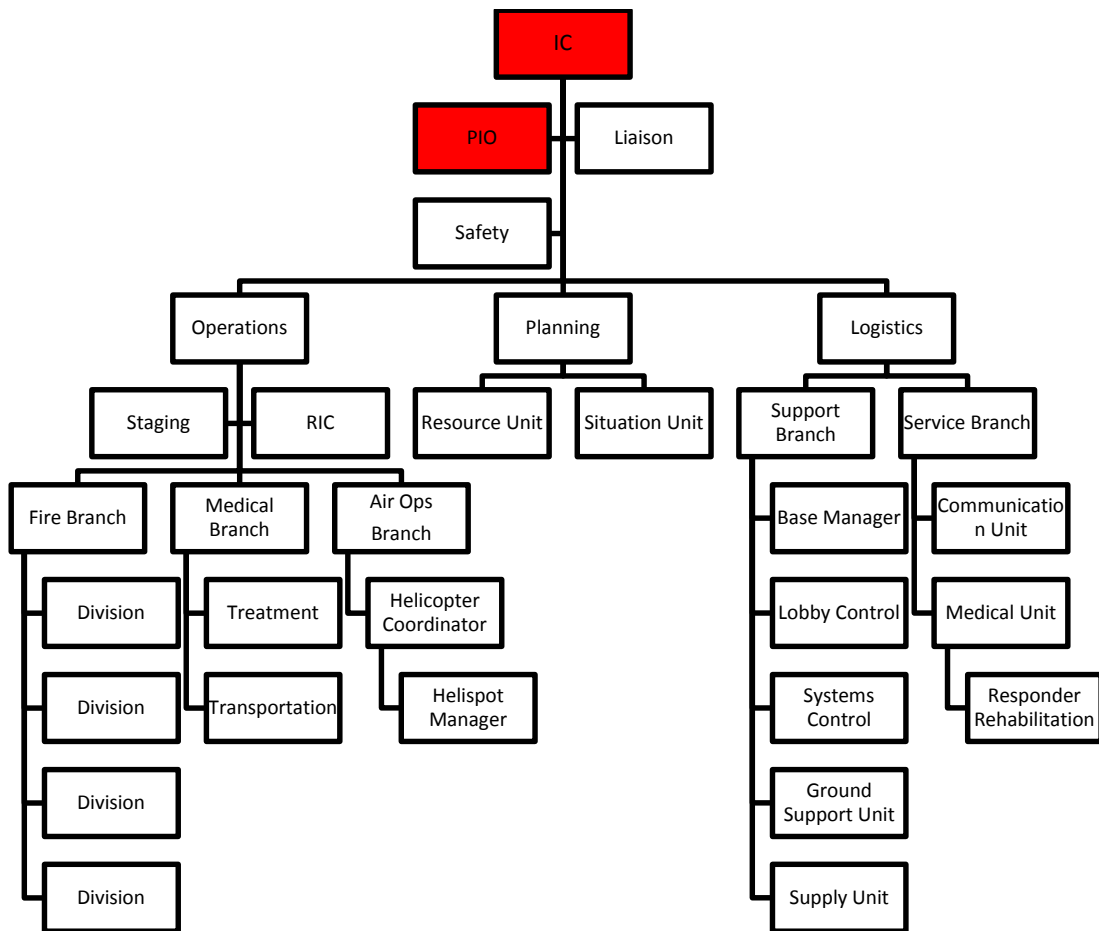 IC
PIO
Liaison
Safety
Operations
Planning
Logistics
Staging
RIC
Resource Unit
Situation Unit
Support
Branch
Service Branch
Fire Branch
Medical
Branch
Air Ops
Branch
Base Manager
Communicatio
n Unit
Division
Treatment
Helicopter
Coordinator
Lobby Control
Medical Unit
Division
Transportation
Helispot
Manager
Systems
Control
Responder
Rehabilitation
Division
Ground
Support Unit
Division
Supply Unit